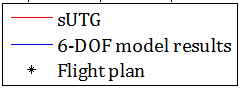 sUTG
6-DOF model results
Flight plan